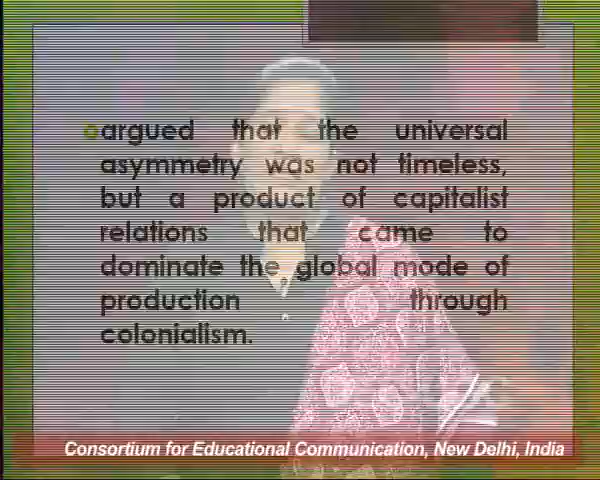 argued that the universal
asymmetry was not timeless,
but a product of capitalist
relations that came to
dominate the global mode of
production through
colonialism.
Consortium for Educational Communication, New Delhi, India